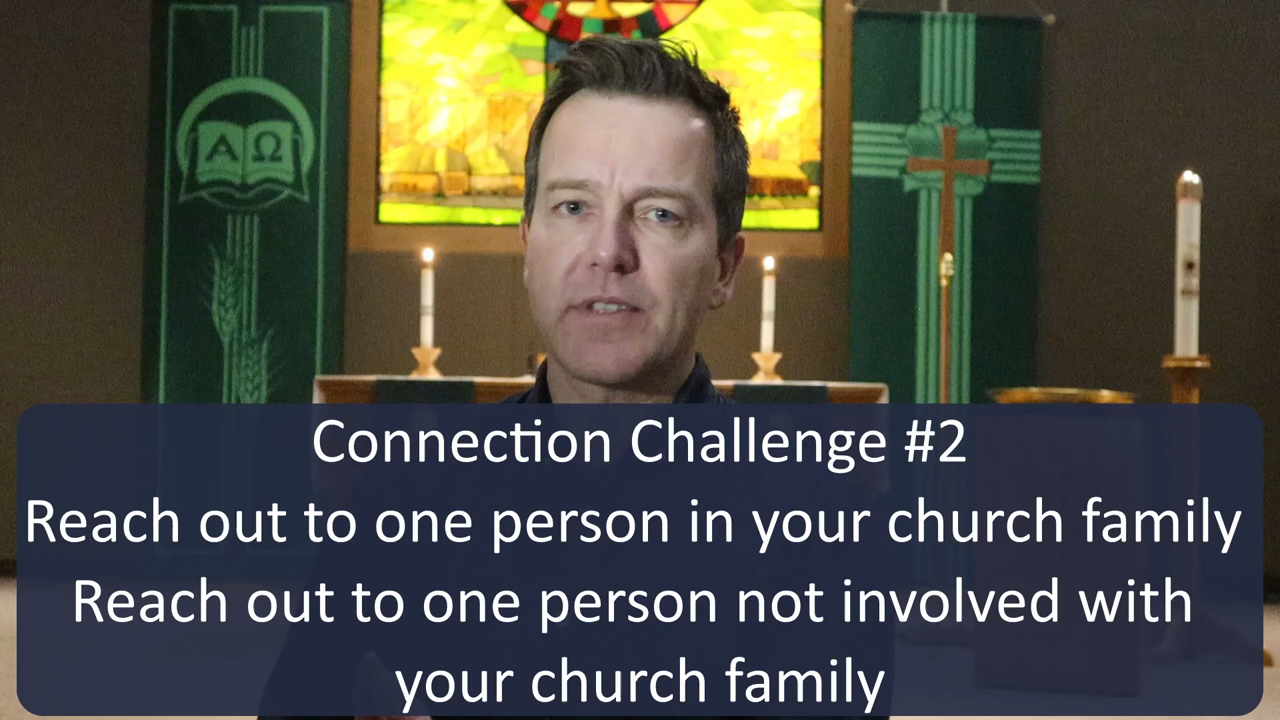 Α Ω
Connection Challenge #2
Reach out to one person in your church family
Reach out to one person not involved with
your church family